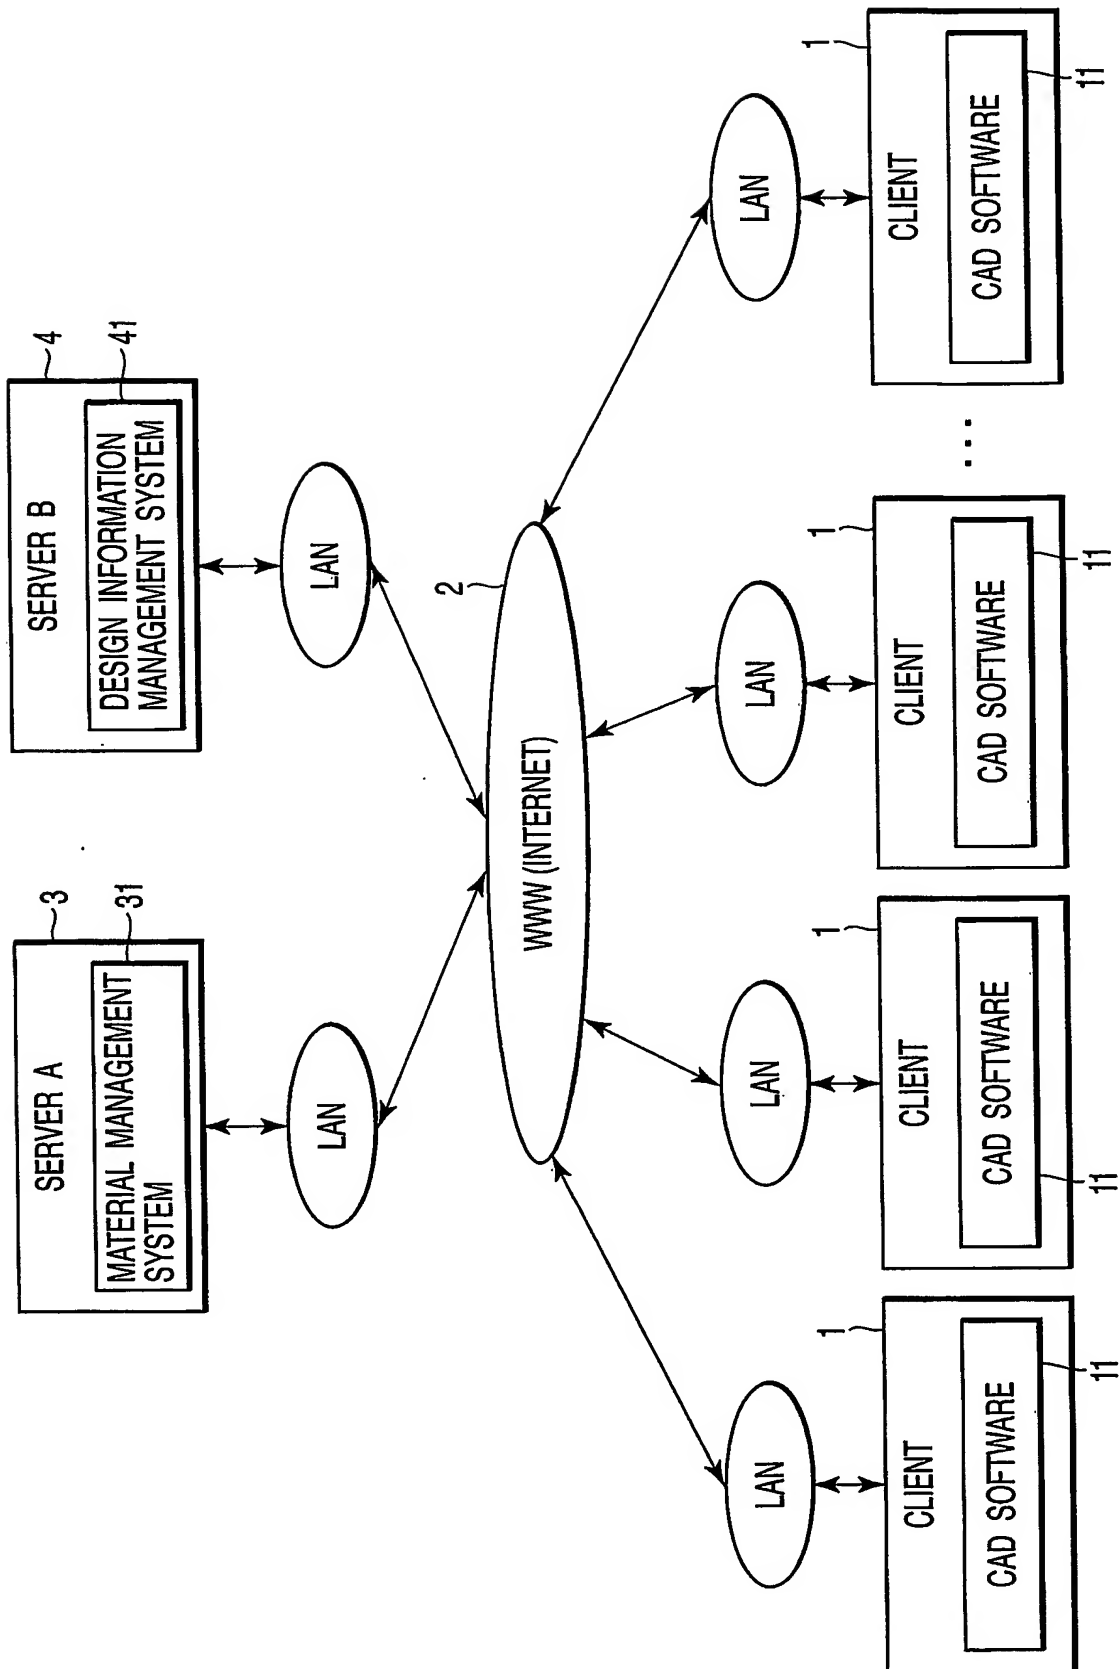 SERVER A
3
MATERIAL MANAGEMENT
SYSTEM
31
SERVER B
4
DESIGN INFORMATION
MANAGEMENT SYSTEM
41
LAN
LAN
WWW (INTERNET)
2
LAN
LAN
LAN
LAN
CLIENT
1
CAD SOFTWARE
11
CLIENT
1
CAD SOFTWARE
11
CLIENT
1
CAD SOFTWARE
11
...
CLIENT
1
CAD SOFTWARE
11